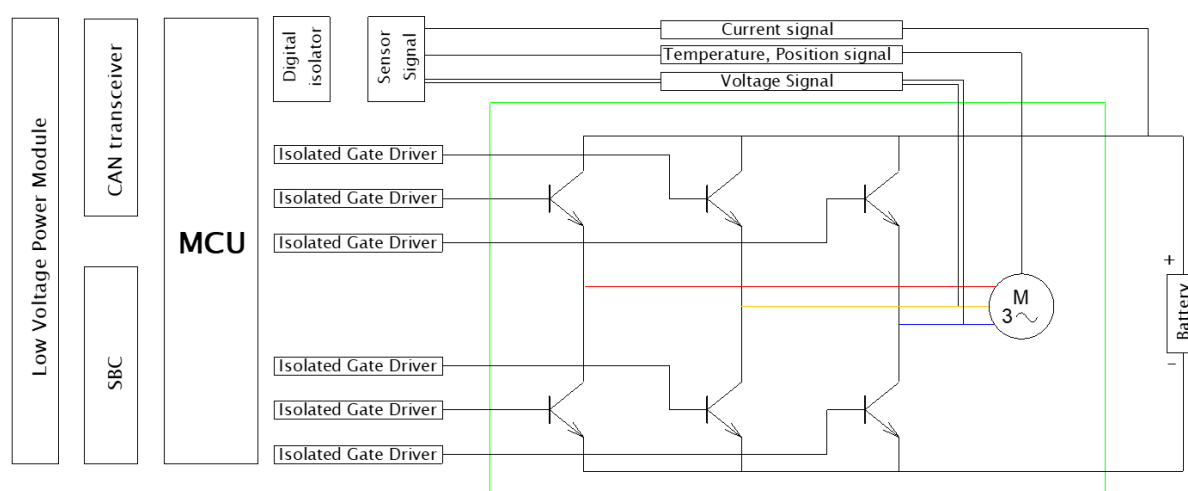 Low Voltage Power Module
CAN transceiver
SBC
MCU
Digital
isolator
Sensor
Signal
Current signal
Temperature, Position signal
Voltage Signal
Isolated Gate Driver
Isolated Gate Driver
Isolated Gate Driver
Isolated Gate Driver
Isolated Gate Driver
Isolated Gate Driver
M
3
+
Battery
−